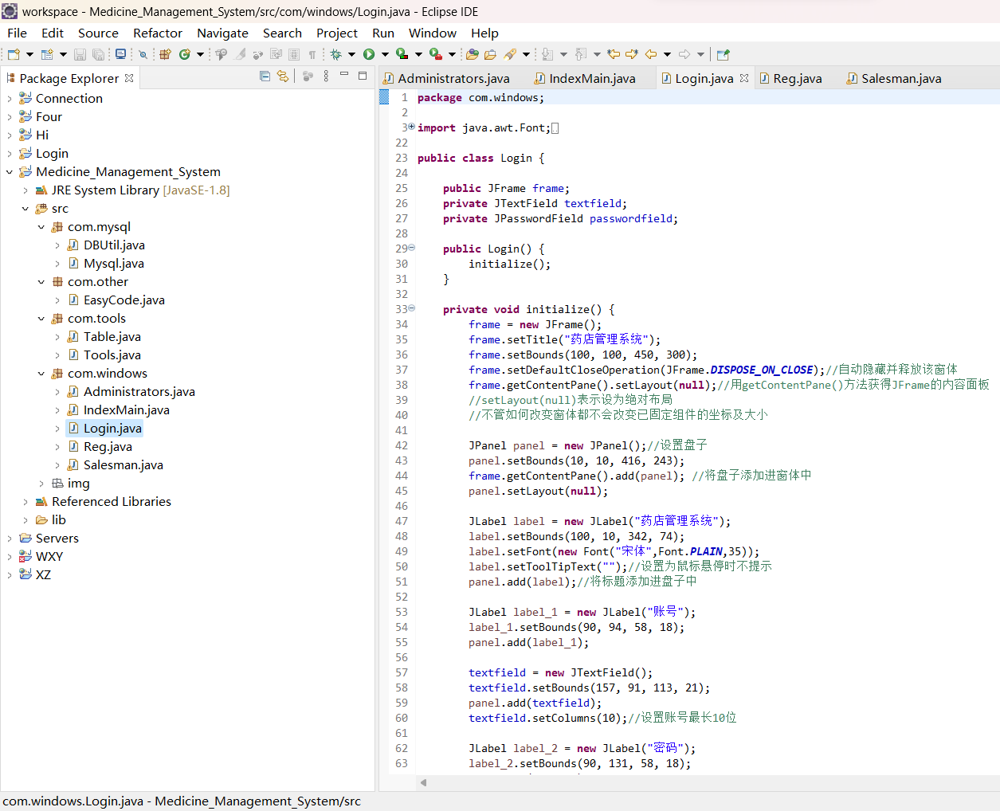 workspace - Medicine_Management_System/src/com/windows/Login.java - Eclipse IDE
File Edit Source Refactor Navigate Search Project Run Window Help
Package Explorer
Connection
Four
Hi
Login
Medicine_Management_System
JRE System Library [JavaSE-1.8]
src
com.mysql
DBUtil.java
Mysql.java
com.other
EasyCode.java
com.tools
Table.java
Tools.java
com.windows
Administrators.java
IndexMain.java
Login.java
Reg.java
Salesman.java
img
Referenced Libraries
lib
Servers
WXY
XZ
Administrators.java IndexMain.java Login.java Reg.java Salesman.java
1 package com.windows;
2
3 import java.awt.Font;
22
23 public class Login {
24
25 public JFrame frame;
26 private JTextField textfield;
27 private JPasswordField passwordfield;
28
29 public Login() {
30 initialize();
31 }
32
33 private void initialize() {
34 frame = new JFrame();
35 frame.setTitle("药店管理系统");
36 frame.setBounds(100, 100, 450, 300);
37 frame.setDefaultCloseOperation(JFrame.DISPOSE_ON_CLOSE);//自动隐藏并释放该窗体
38 frame.getContentPane().setLayout(null);//用getContentPane()方法获得JFrame的内容面板
39 //setLayout(null)表示设为绝对布局
40 //不管如何改变窗体都不会改变已固定组件的坐标及大小
41
42 JPanel panel = new JPanel();//设置盘子
43 panel.setBounds(10, 10, 416, 243);
44 frame.getContentPane().add(panel); //将盘子添加进窗体中
45 panel.setLayout(null);
46
47 JLabel label = new JLabel("药店管理系统");
48 label.setBounds(100, 10, 342, 74);
49 label.setFont(new Font("宋体",Font.PLAIN,35));
50 label.setToolTipText("");//设置为鼠标悬停时不提示
51 panel.add(label);//将标题添加进盘子中
52
53 JLabel label_1 = new JLabel("账号");
54 label_1.setBounds(90, 94, 58, 18);
55 panel.add(label_1);
56
57 textfield = new JTextField();
58 textfield.setBounds(157, 91, 113, 21);
59 panel.add(textfield);
60 textfield.setColumns(10);//设置账号最长10位
61
62 JLabel label_2 = new JLabel("密码");
63 label_2.setBounds(90, 131, 58, 18);
com.windows.Login.java - Medicine_Management_System/src